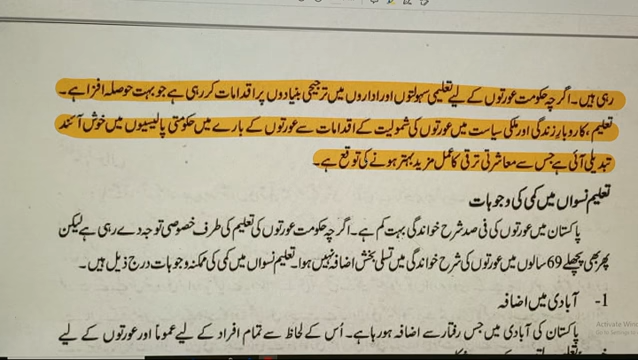 رہی ہیں۔ اگرچہ حکومت عورتوں کے لیے تعلیمی سہولتوں اور اداروں میں ترجیحی بنیادوں پر اقدامات کر رہی ہے جو بہت حوصلہ افزا ہے۔
تعلیم، کاروبارِ زندگی اور ملکی سیاست میں عورتوں کی شمولیت کے اقدامات سے عورتوں کے بارے میں حکومتی پالیسیوں میں خوش آئند
تبدیلی آئی ہے جس سے معاشرتی ترقی کا عمل مزید بہتر ہونے کی توقع ہے۔
تعلیم نسواں میں کمی کی وجوہات
پاکستان میں عورتوں کی فی صد شرح خواندگی بہت کم ہے۔ اگرچہ حکومت عورتوں کی تعلیم کی طرف خصوصی توجہ دے رہی ہے لیکن
پھر بھی پچھلے 69 سالوں میں عورتوں کی شرح خواندگی میں تسلی بخش اضافہ نہیں ہوا۔ تعلیم نسواں میں کمی کی ممکنہ وجوہات درج ذیل ہیں۔
1- آبادی میں اضافہ
پاکستان کی آبادی میں جس رفتار سے اضافہ ہو رہا ہے۔ اُس کے لحاظ سے تمام افراد کے لیے عموماً اور عورتوں کے لیے
Activate Win